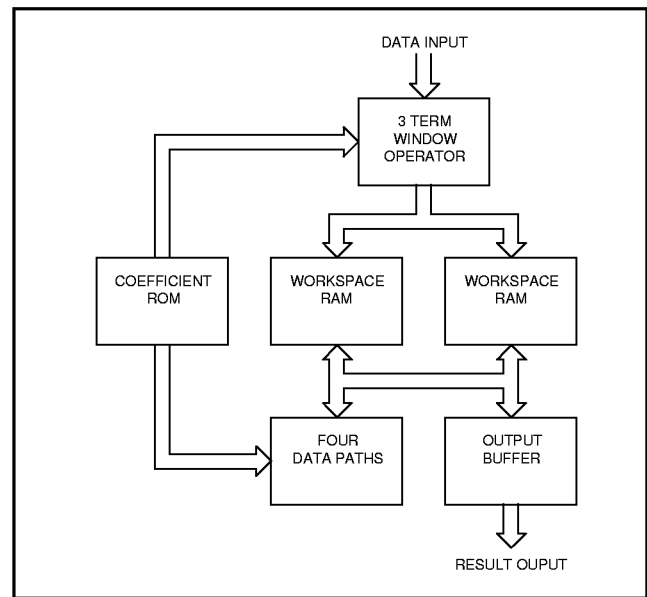 DATA INPUT
3 TERM
WINDOW
OPERATOR
COEFFICIENT
ROM
WORKSPACE
RAM
WORKSPACE
RAM
FOUR
DATA PATHS
OUTPUT
BUFFER
RESULT OUPUT